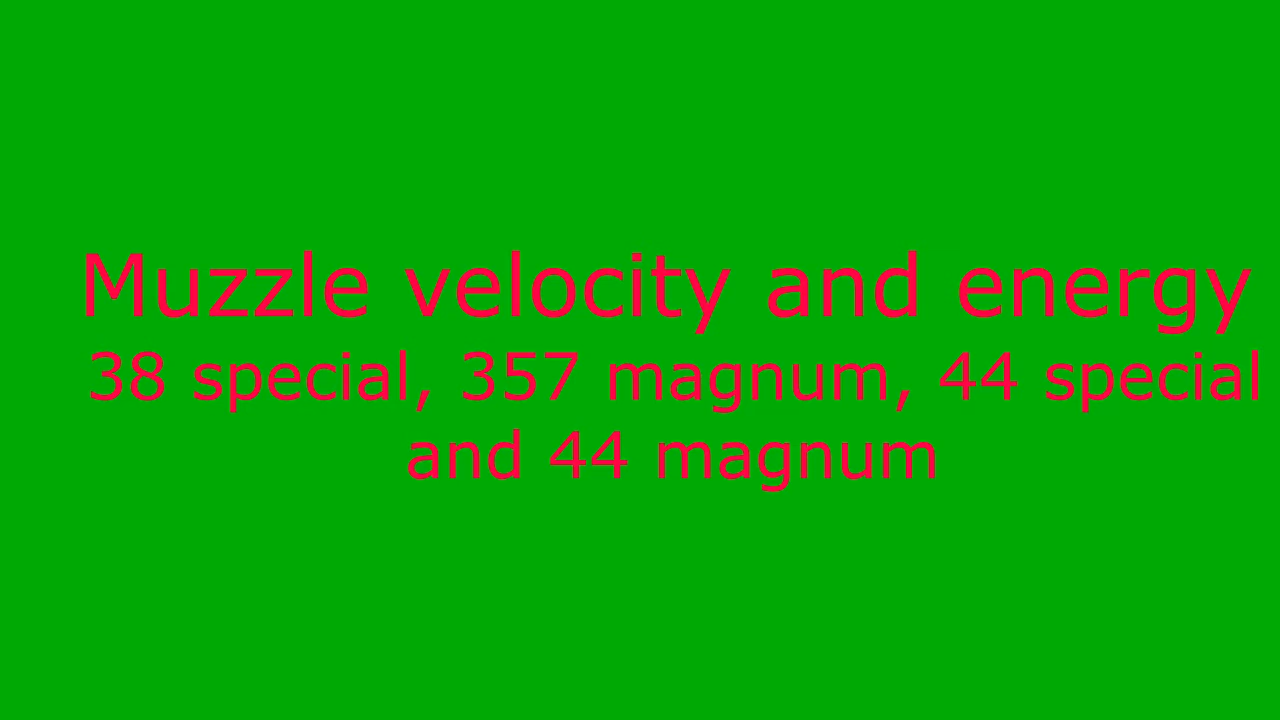 Muzzle velocity and energy
38 special, 357 magnum, 44 special
and 44 magnum